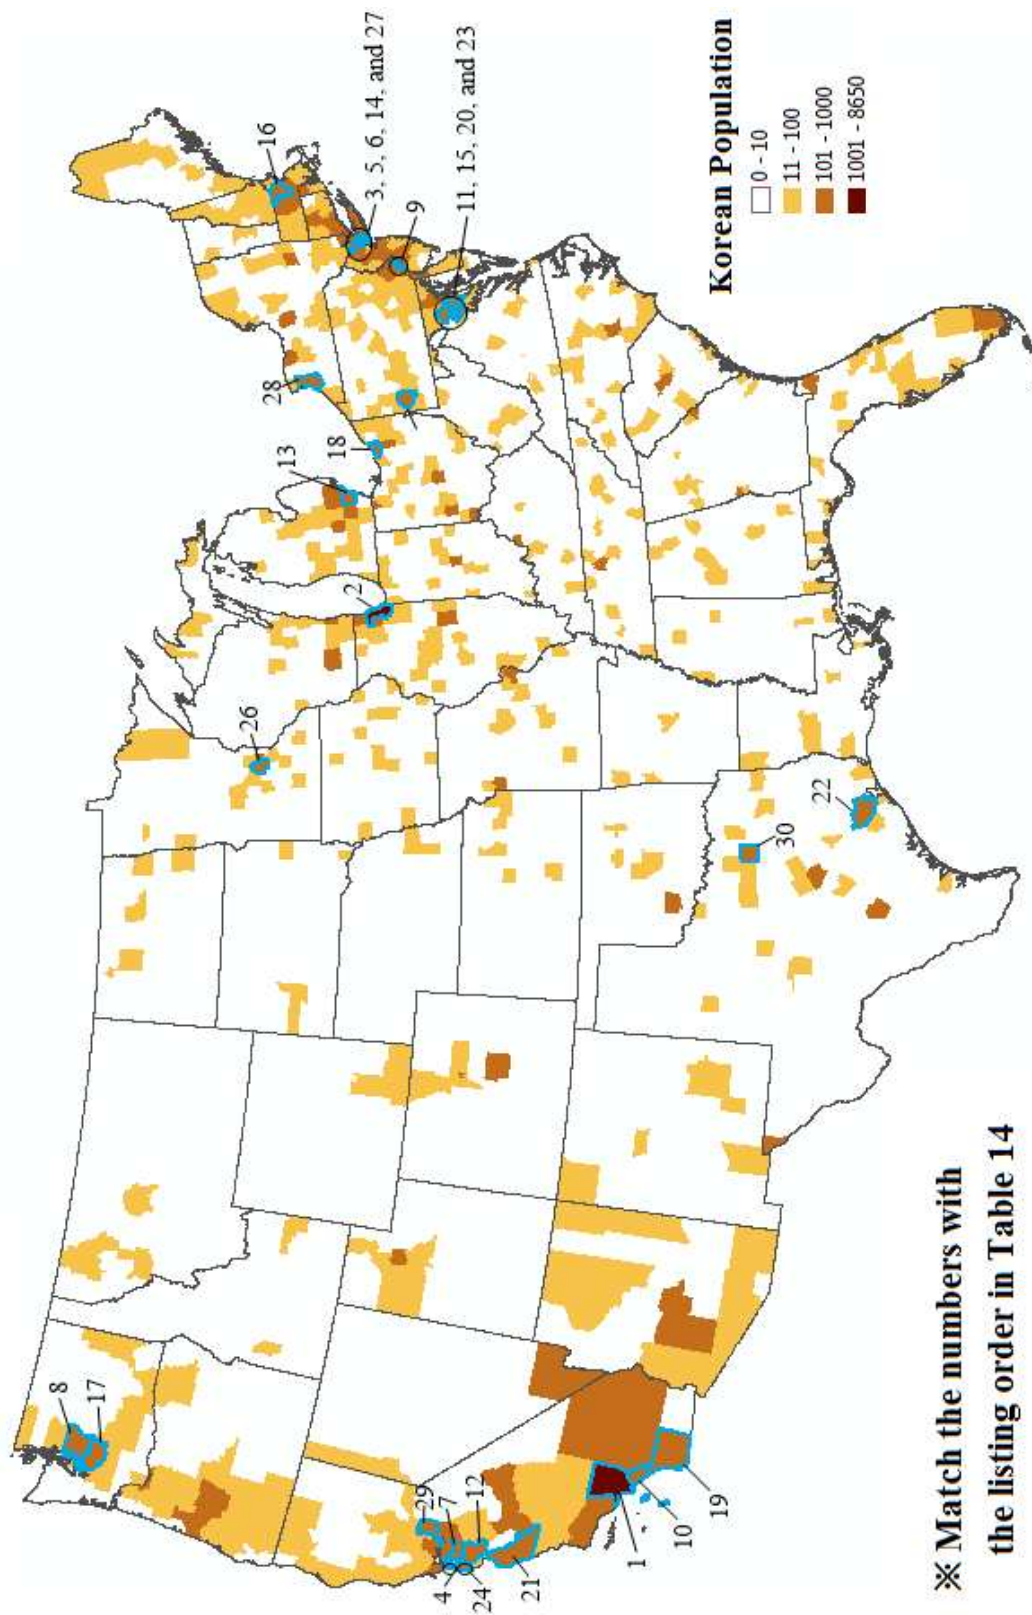 16
3, 5, 6, 14, and 27
9
11, 15, 20, and 23
28
18
13
2
26
22
30
8
17
29
7
12
4
24
21
1
10
19
Korean Population
0 - 10
11 - 100
101 - 1000
1001 - 8650
※ Match the numbers with
the listing order in Table 14